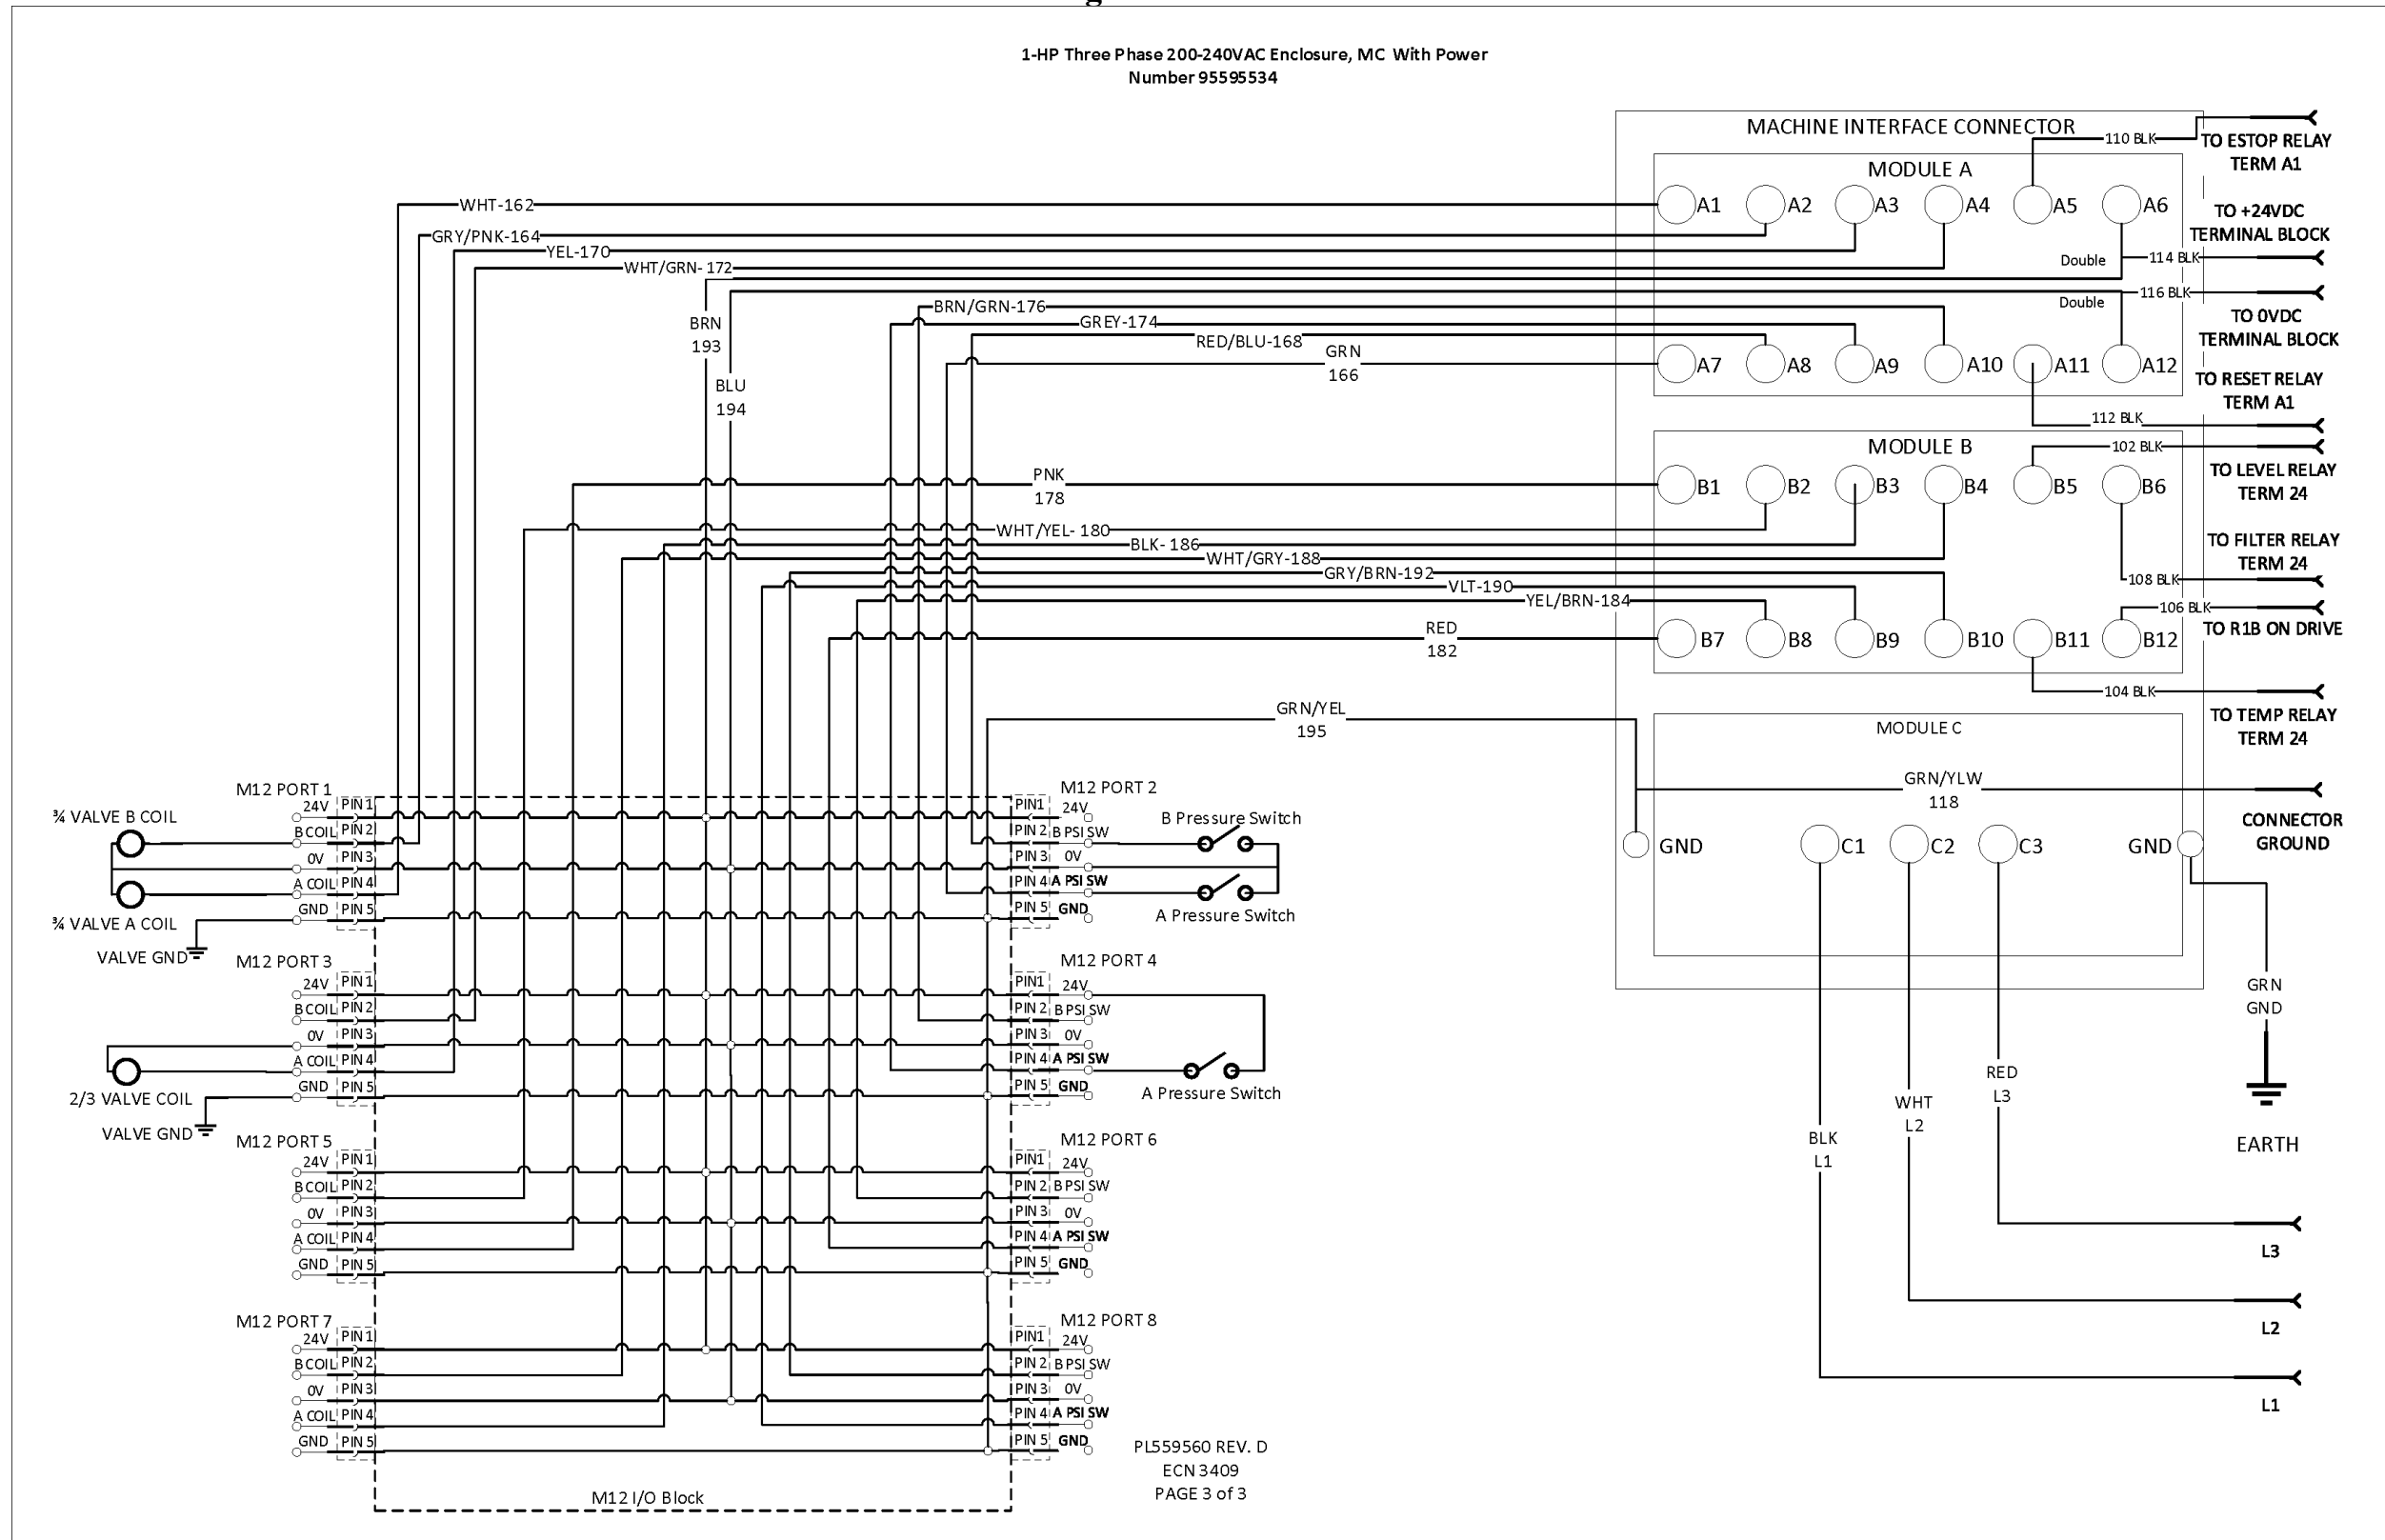 1-HP Three Phase 200-240VAC Enclosure, MC With Power
Number 95595534
MACHINE INTERFACE CONNECTOR
110 BLK
TO ESTOP RELAY
TERM A1
MODULE A
WHT-162
A1
A2
A3
A4
A5
A6
TO +24VDC
TERMINAL BLOCK
GRY/PNK-164
YEL-170
WHT/GRN- 172
Double
114 BLK
116 BLK
Double
BRN/GRN-176
BRN
193
GREY-174
TO 0VDC
TERMINAL BLOCK
RED/BLU-168
GRN
166
A7
A8
A9
A10
A11
A12
BLU
194
TO RESET RELAY
TERM A1
112 BLK
MODULE B
102 BLK
TO LEVEL RELAY
TERM 24
PNK
178
B1
B2
B3
B4
B5
B6
WHT/YEL- 180
BLK- 186
WHT/GRY-188
GRY/BRN-192
VLT-190
YEL/BRN-184
TO FILTER RELAY
TERM 24
108 BLK
106 BLK
TO R1B ON DRIVE
RED
182
B7
B8
B9
B10
B11
B12
104 BLK
TO TEMP RELAY
TERM 24
GRN/YEL
195
MODULE C
GRN/YLW
118
CONNECTOR
GROUND
GND
C1
C2
C3
GND
M12 PORT 1
24V
PIN 1
¾ VALVE B COIL
B COIL
PIN 2
0V
PIN 3
A COIL
PIN 4
GND
PIN 5
¾ VALVE A COIL
VALVE GND
M12 PORT 2
PIN1
24V
PIN 2
B PSI SW
B Pressure Switch
PIN 3
0V
PIN 4
A PSI SW
PIN 5
GND
A Pressure Switch
M12 PORT 3
24V
PIN 1
B COIL
PIN 2
0V
PIN 3
A COIL
PIN 4
GND
PIN 5
2/3 VALVE COIL
VALVE GND
M12 PORT 4
PIN1
24V
PIN 2
B PSI SW
PIN 3
0V
PIN 4
A PSI SW
PIN 5
GND
A Pressure Switch
M12 PORT 5
24V
PIN 1
B COIL
PIN 2
0V
PIN 3
A COIL
PIN 4
GND
PIN 5
M12 PORT 6
PIN1
24V
PIN 2
B PSI SW
PIN 3
0V
PIN 4
A PSI SW
PIN 5
GND
M12 PORT 7
24V
PIN 1
B COIL
PIN 2
0V
PIN 3
A COIL
PIN 4
GND
PIN 5
M12 PORT 8
PIN1
24V
PIN 2
B PSI SW
PIN 3
0V
PIN 4
A PSI SW
PIN 5
GND
M12 I/O Block
PL559560 REV. D
ECN 3409
PAGE 3 of 3
BLK
L1
WHT
L2
RED
L3
GRN
GND
EARTH
L3
L2
L1